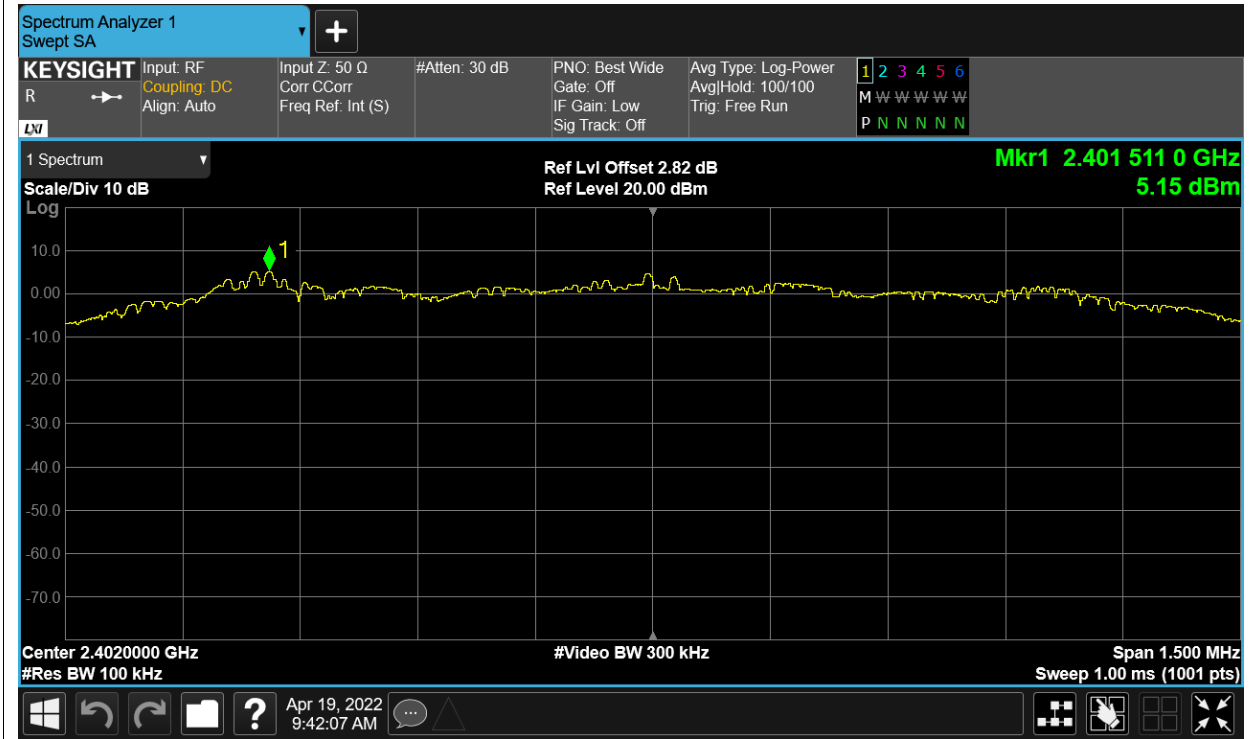 Spectrum Analyzer 1
Swept SA
KEYSIGHT
R
LXI
Input: RF
Coupling: DC
Align: Auto
Input Z: 50 Ω
Corr CCorr
Freq Ref: Int (S)
#Atten: 30 dB
PNO: Best Wide
Gate: Off
IF Gain: Low
Sig Track: Off
Avg Type: Log-Power
Avg|Hold: 100/100
Trig: Free Run
1 2 3 4 5 6
M W W W W W
P N N N N N
1 Spectrum
Scale/Div 10 dB
Log
Ref Lvl Offset 2.82 dB
Ref Level 20.00 dBm
Mkr1 2.401 511 0 GHz
5.15 dBm
1
10.0
0.00
-10.0
-20.0
-30.0
-40.0
-50.0
-60.0
-70.0
Center 2.4020000 GHz
#Video BW 300 kHz
Span 1.500 MHz
#Res BW 100 kHz
Sweep 1.00 ms (1001 pts)
?
Apr 19, 2022
9:42:07 AM